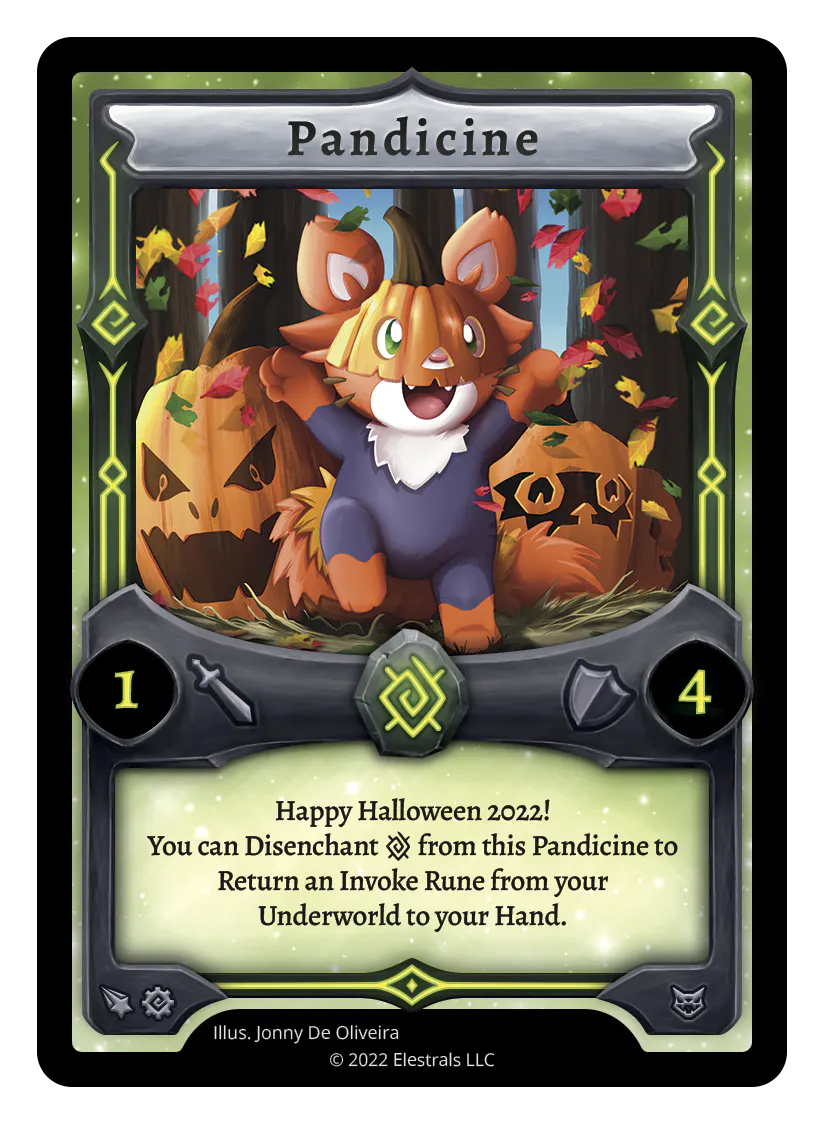 Pandicine
1
4
Happy Halloween 2022!
You can Disenchant from this Pandicine to
Return an Invoke Rune from your
Underworld to your Hand.
Illus. Jonny De Oliveira
© 2022 Elestrals LLC